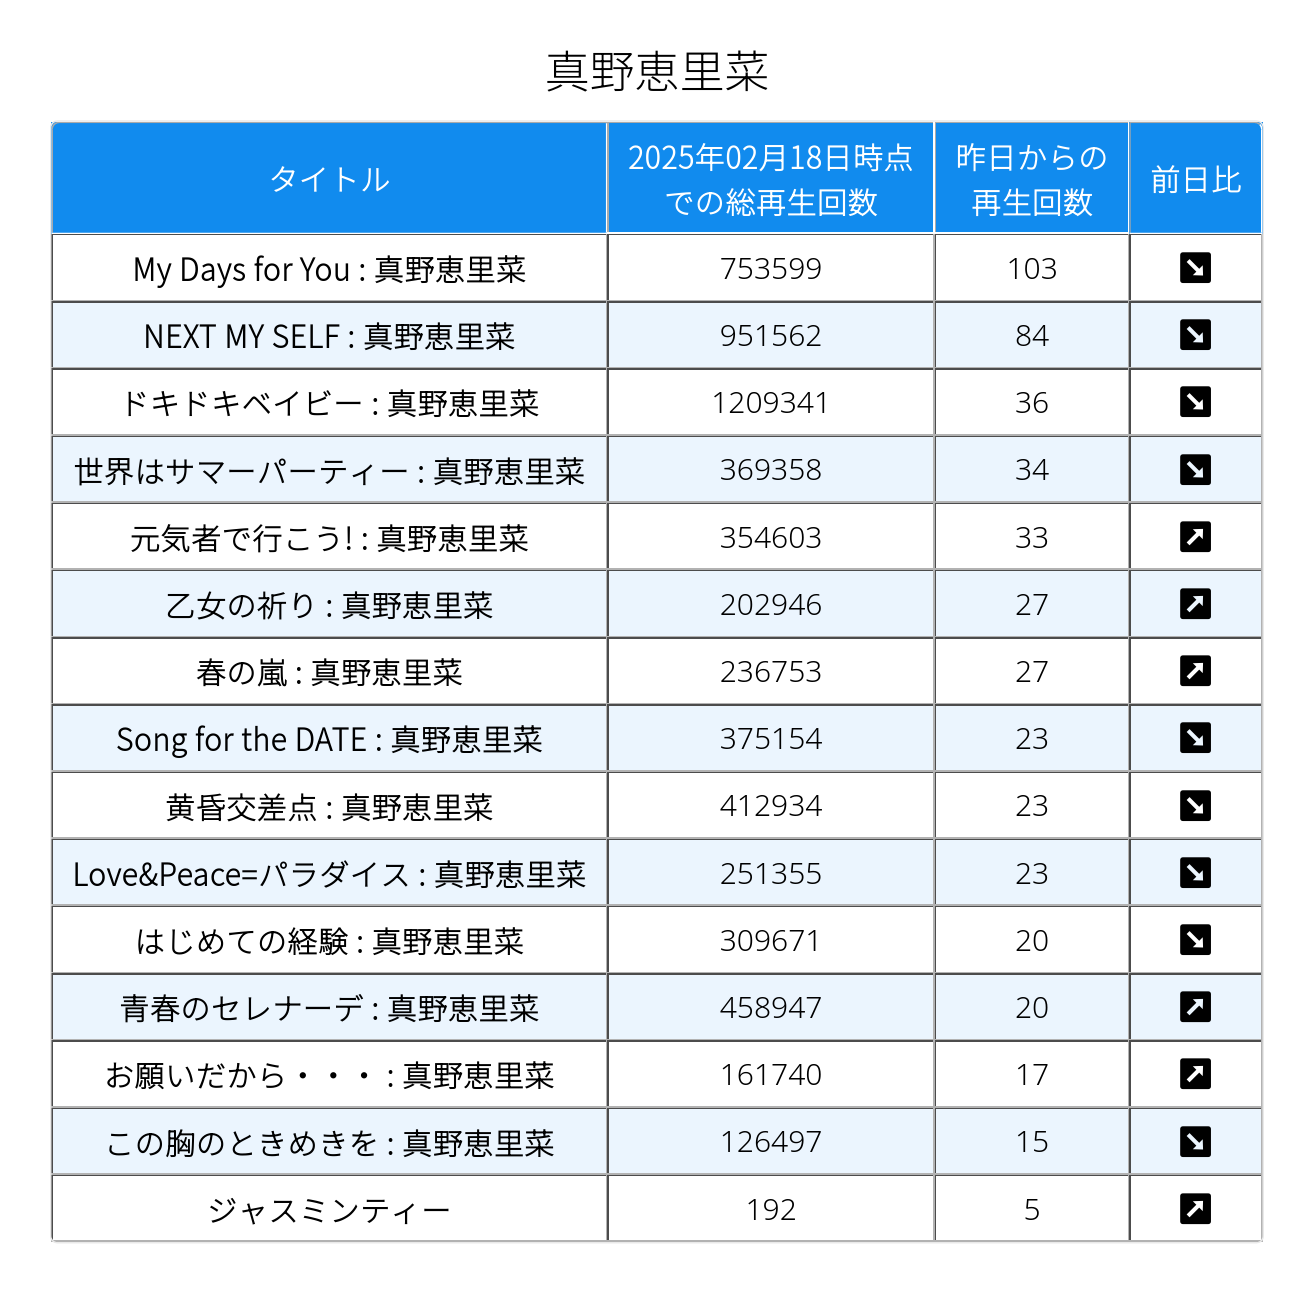 真野恵里菜
タイトル 2025年02月18日時点での総再生回数 昨日からの再生回数 前日比
My Days for You : 真野恵里菜 753599 103 ↘
NEXT MY SELF : 真野恵里菜 951562 84 ↘
ドキドキベイビー : 真野恵里菜 1209341 36 ↘
世界はサマーパーティー : 真野恵里菜 369358 34 ↘
元気者で行こう! : 真野恵里菜 354603 33 ↗
乙女の祈り : 真野恵里菜 202946 27 ↗
春の嵐 : 真野恵里菜 236753 27 ↗
Song for the DATE : 真野恵里菜 375154 23 ↘
黄昏交差点 : 真野恵里菜 412934 23 ↘
Love&Peace=パラダイス : 真野恵里菜 251355 23 ↘
はじめての経験 : 真野恵里菜 309671 20 ↘
青春のセレナーデ : 真野恵里菜 458947 20 ↗
お願いだから・・・ : 真野恵里菜 161740 17 ↗
この胸のときめきを : 真野恵里菜 126497 15 ↘
ジャスミンティー 192 5 ↗